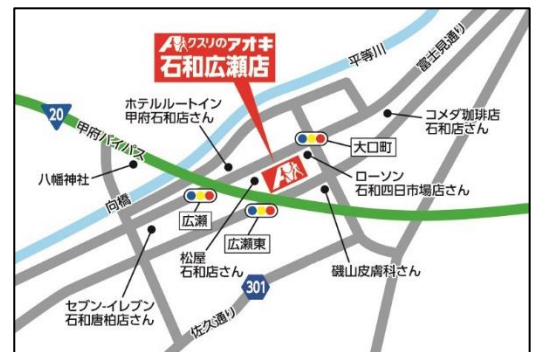 クスリのアオキ
石和広瀬店
平等川
富士見通り
ホテルルートイン
甲府石和店さん
コメダ珈琲店
石和店さん
20
甲府バイパス
大口町
八幡神社
ローソン
石和四日市場店さん
向橋
広瀬
広瀬東
松屋
石和店さん
磯山皮膚科さん
301
セブン-イレブン
石和唐柏店さん
佐久通り